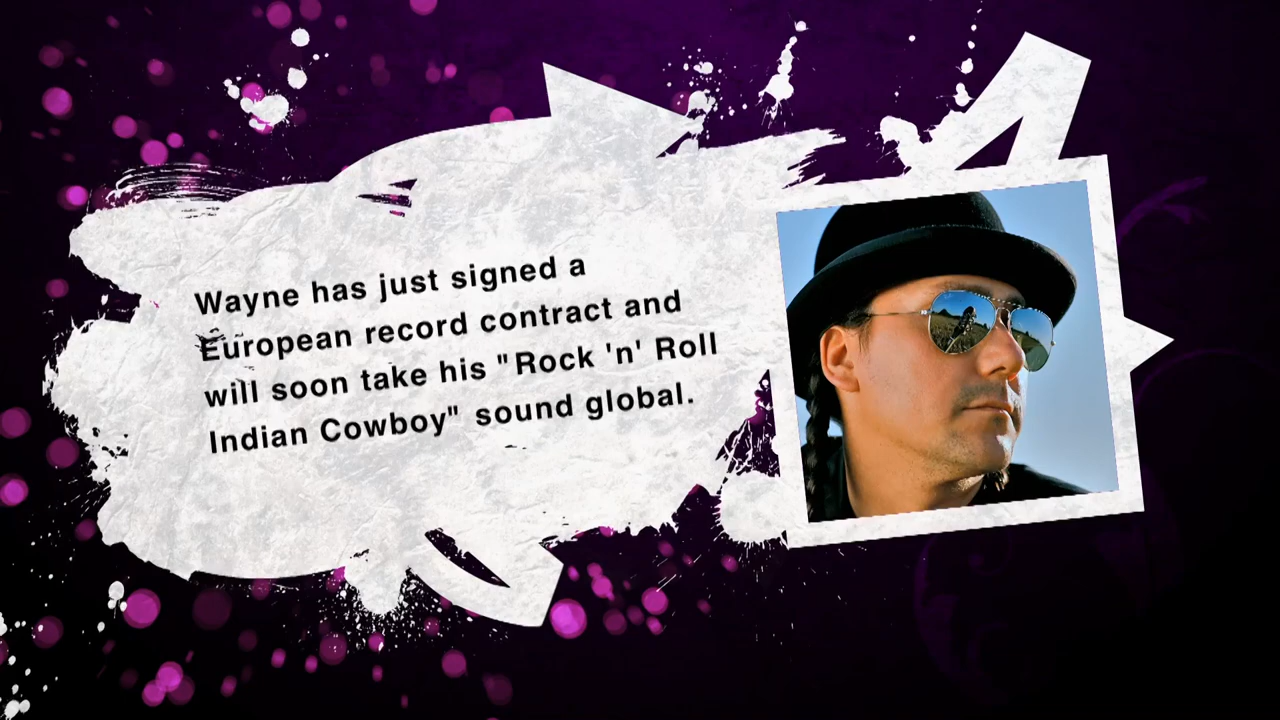 Wayne has just signed a
European record contract and
will soon take his "Rock 'n' Roll
Indian Cowboy" sound global.